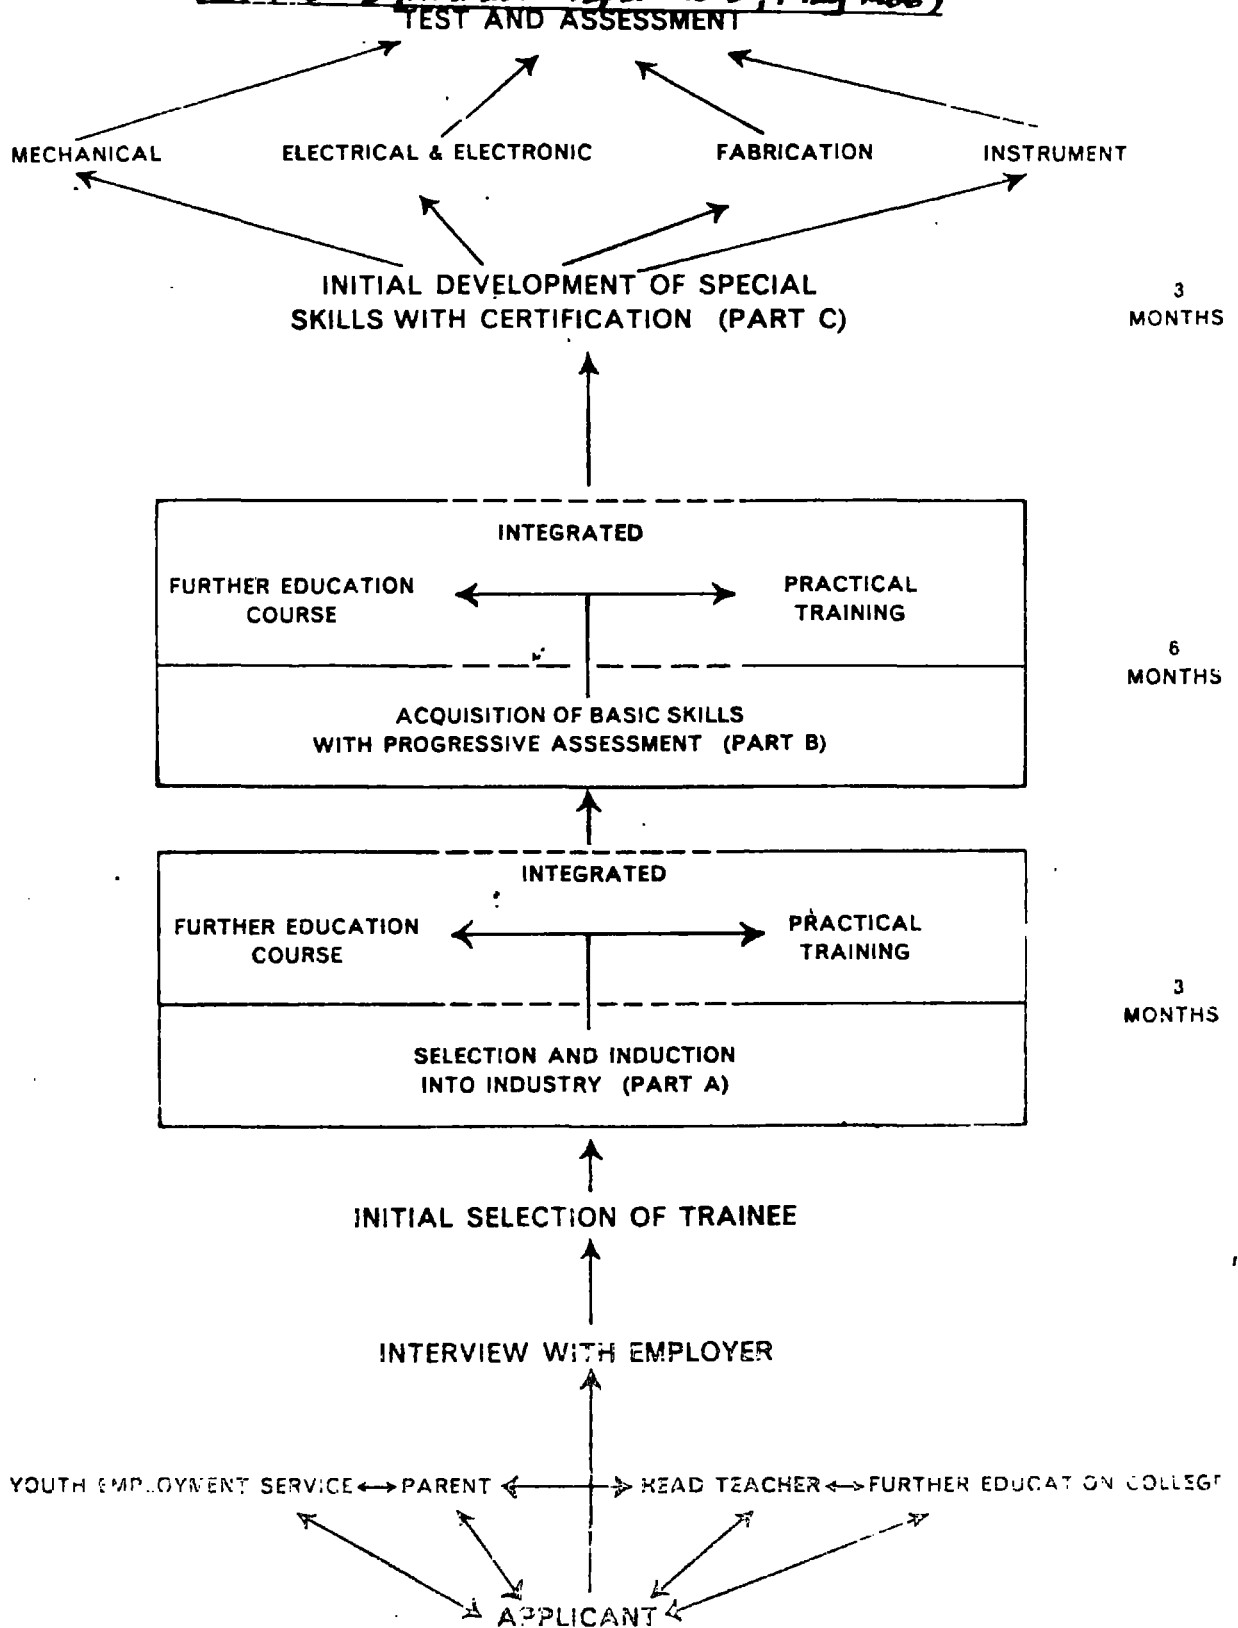 TEST AND ASSESSMENT
MECHANICAL
ELECTRICAL & ELECTRONIC
FABRICATION
INSTRUMENT
INITIAL DEVELOPMENT OF SPECIAL
SKILLS WITH CERTIFICATION (PART C)
3
MONTHS
INTEGRATED
FURTHER EDUCATION
COURSE
PRACTICAL
TRAINING
6
MONTHS
ACQUISITION OF BASIC SKILLS
WITH PROGRESSIVE ASSESSMENT (PART B)
INTEGRATED
FURTHER EDUCATION
COURSE
PRACTICAL
TRAINING
3
MONTHS
SELECTION AND INDUCTION
INTO INDUSTRY (PART A)
INITIAL SELECTION OF TRAINEE
INTERVIEW WITH EMPLOYER
YOUTH EMPLOYMENT SERVICE PARENT HEAD TEACHER FURTHER EDUCATION COLLEGE
APPLICANT